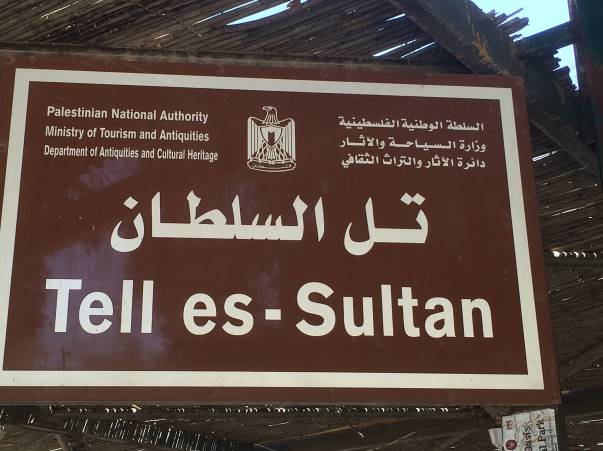 Palestinian National Authority
Ministry of Tourism and Antiquities
Department of Antiquities and Cultural Heritage
السلطة الوطنية الفلسطينية
وزارة السياحة والآثار
دائرة الآثار والتراث الثقافي
تل السلطان
Tell es-Sultan